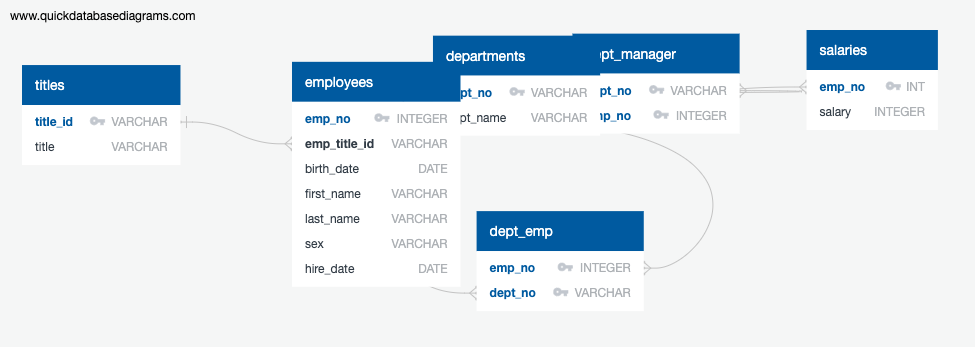 www.quickdatabasediagrams.com
titles
title_id VARCHAR
title VARCHAR
employees
emp_no INTEGER
emp_title_id VARCHAR
birth_date DATE
first_name VARCHAR
last_name VARCHAR
sex VARCHAR
hire_date DATE
departments
pt_no VARCHAR
pt_name VARCHAR
pt_manager
pt_no VARCHAR
np_no INTEGER
salaries
emp_no INT
salary INTEGER
dept_emp
emp_no INTEGER
dept_no VARCHAR